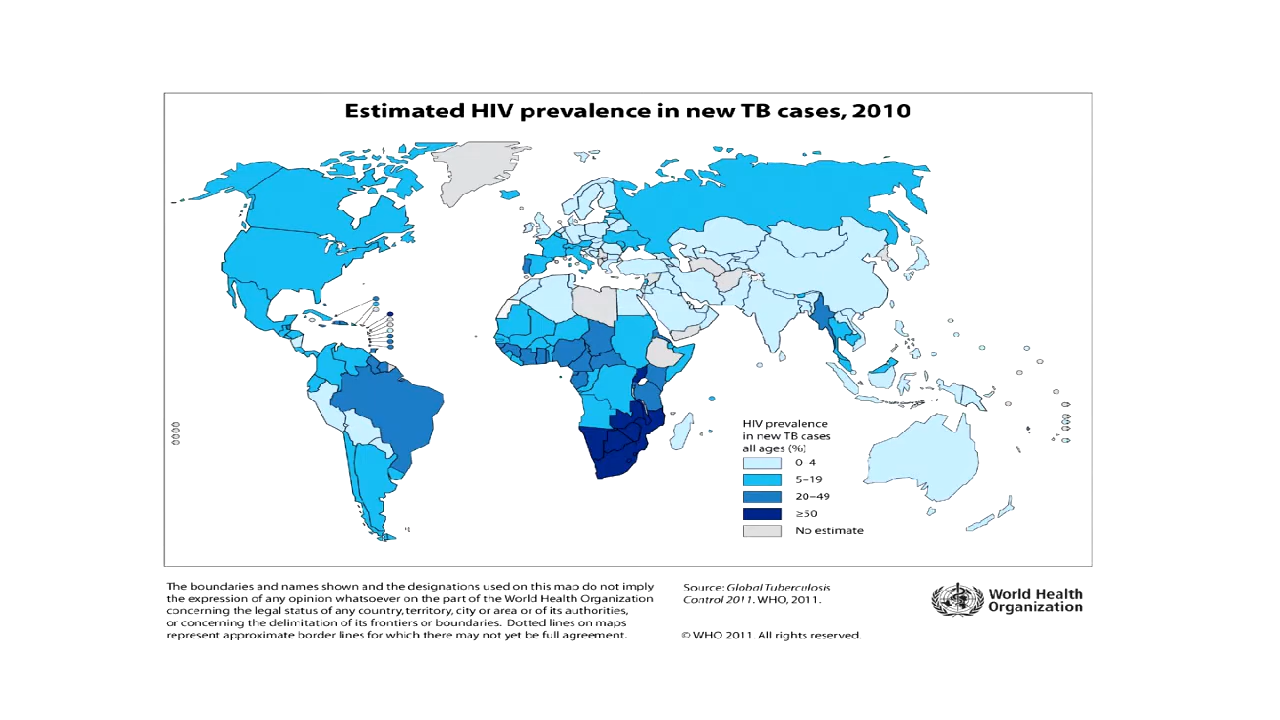 Estimated HIV prevalence in new TB cases, 2010
HIV prevalence
in new TB cases
all ages (%)
0–4
5–19
20–49
≥50
No estimate
The boundaries and names shown and the designations used on this map do not imply
the expression of any opinion whatsoever on the part of the World Health Organization
concerning the legal status of any country, territory, city or area or of its authorities,
or concerning the delimitation of its frontiers or boundaries. Dotted lines on maps
represent approximate border lines for which there may not yet be full agreement.
Source: Global Tuberculosis
Control 2011. WHO, 2011.
© WHO 2011. All rights reserved.
World Health
Organization